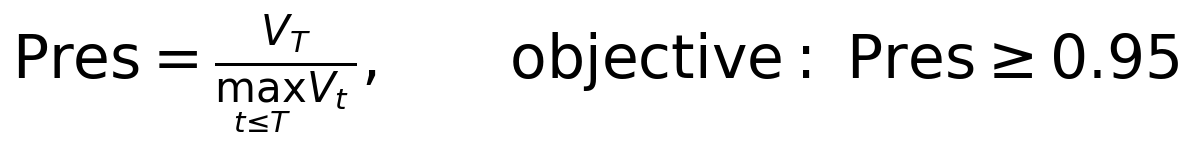 Pres = V_T / max_{t≤T} V_t , objective : Pres ≥ 0.95